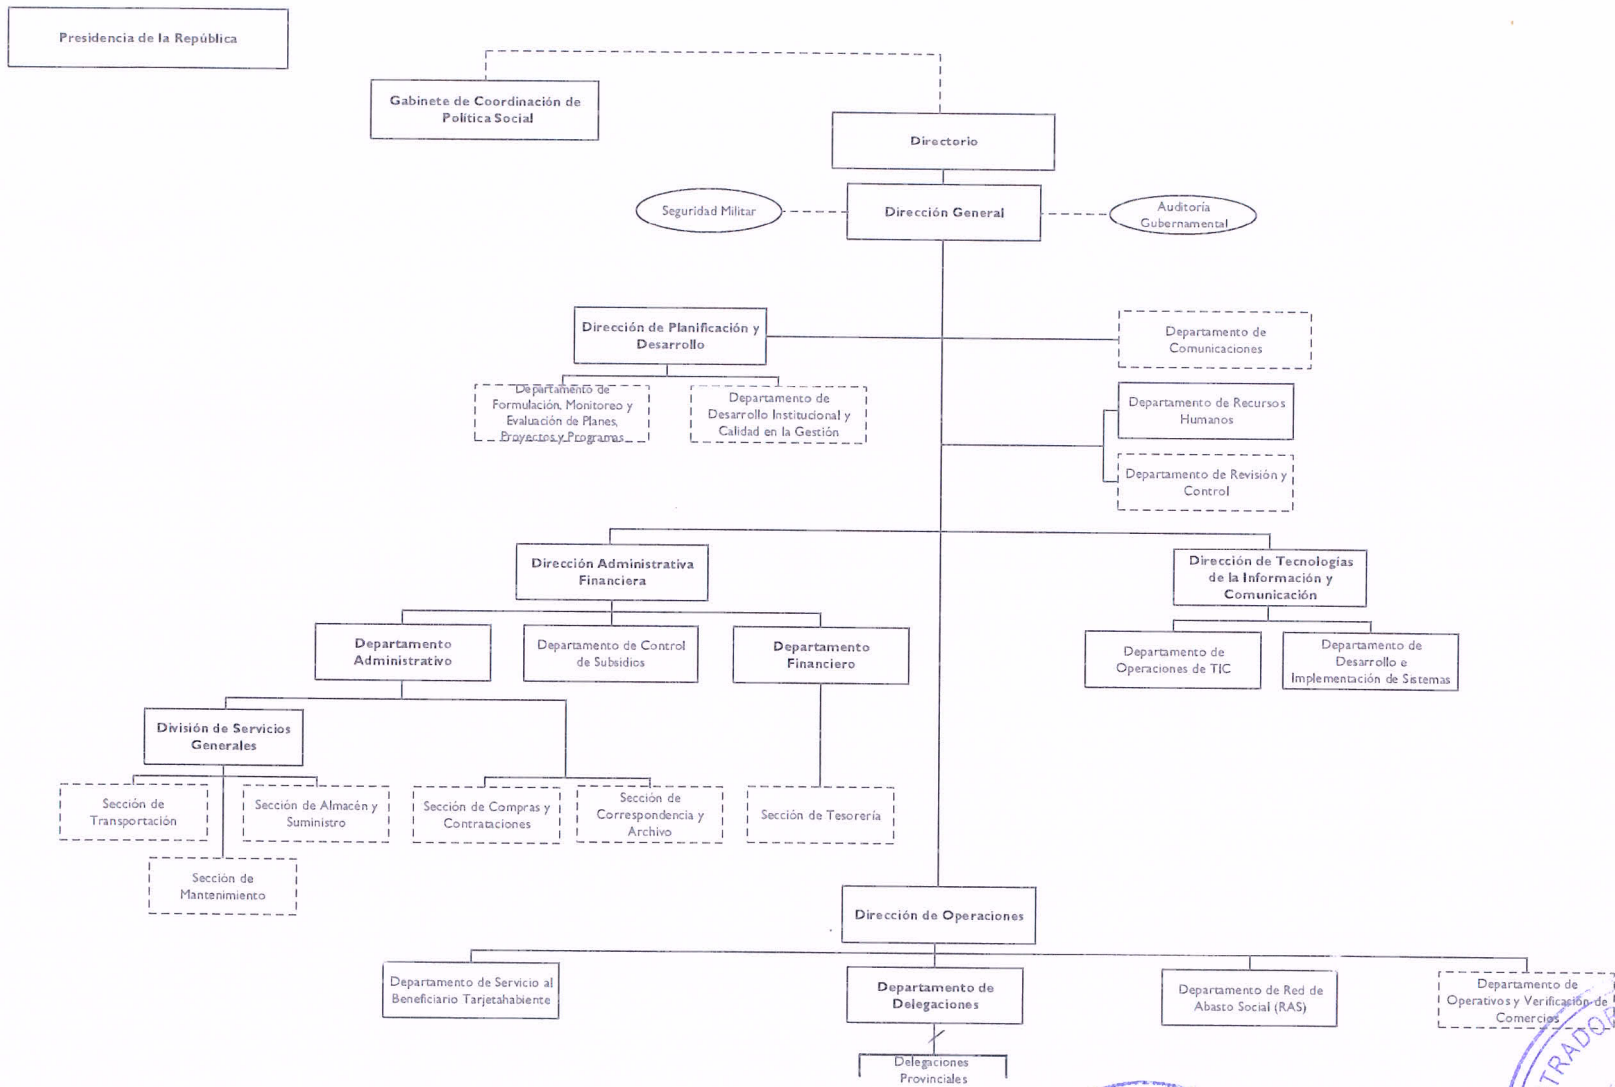 Presidencia de la República
Gabinete de Coordinación de
Política Social
Directorio
Seguridad Militar
Dirección General
Auditoría
Gubernamental
Dirección de Planificación y
Desarrollo
Departamento de
Comunicaciones
Departamento de
Formulación, Monitoreo y
Evaluación de Planes,
Proyectos y Programas
Departamento de
Desarrollo Institucional y
Calidad en la Gestión
Departamento de Recursos
Humanos
Departamento de Revisión y
Control
Dirección Administrativa
Financiera
Dirección de Tecnologías
de la Información y
Comunicación
Departamento
Administrativo
Departamento de Control
de Subsidios
Departamento
Financiero
Departamento de
Operaciones de TIC
Departamento de
Desarrollo e
Implementación de Sistemas
División de Servicios
Generales
Sección de
Transportación
Sección de Almacén y
Suministro
Sección de Compras y
Contrataciones
Sección de
Correspondencia y
Archivo
Sección de Tesorería
Sección de
Mantenimiento
Dirección de Operaciones
Departamento de Servicio al
Beneficiario Tarjetahabiente
Departamento de
Delegaciones
Departamento de Red de
Abasto Social (RAS)
Departamento de
Operativos y Verificación de
Comercios
Delegaciones
Provinciales